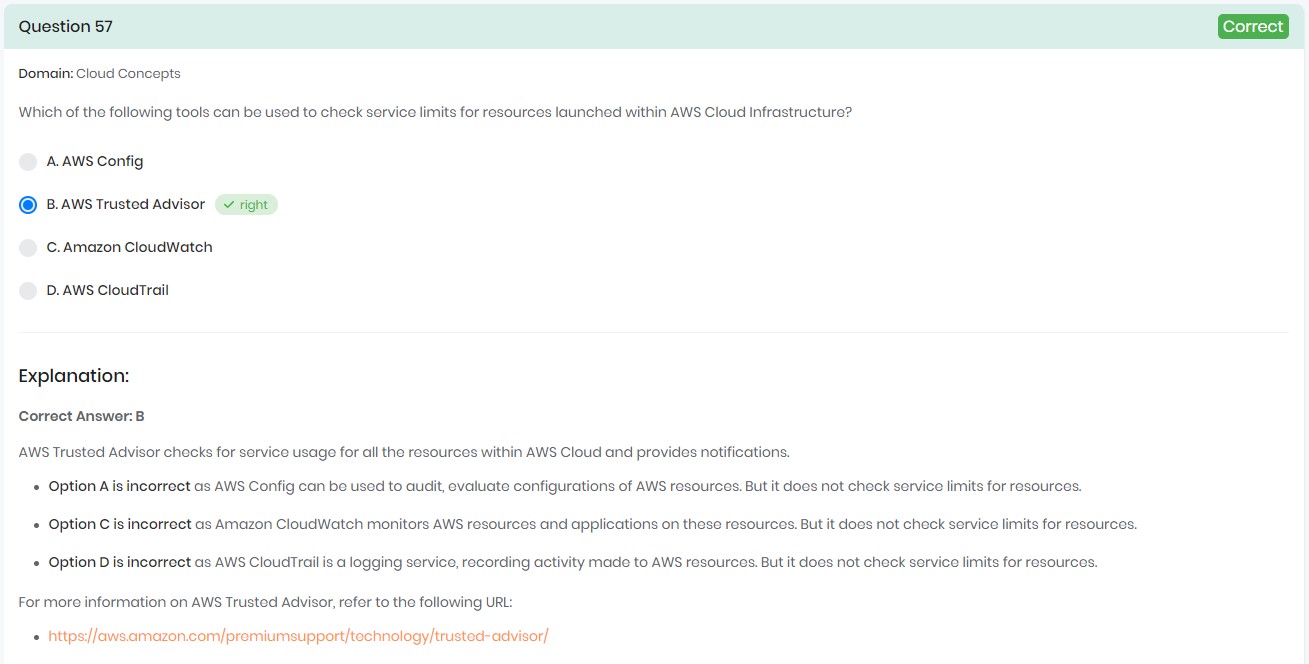 Question 57
Correct
Domain: Cloud Concepts
Which of the following tools can be used to check service limits for resources launched within AWS Cloud Infrastructure?
A. AWS Config
B. AWS Trusted Advisor
right
C. Amazon CloudWatch
D. AWS CloudTrail
Explanation:
Correct Answer: B
AWS Trusted Advisor checks for service usage for all the resources within AWS Cloud and provides notifications.
Option A is incorrect as AWS Config can be used to audit, evaluate configurations of AWS resources. But it does not check service limits for resources.
Option C is incorrect as Amazon CloudWatch monitors AWS resources and applications on these resources. But it does not check service limits for resources.
Option D is incorrect as AWS CloudTrail is a logging service, recording activity made to AWS resources. But it does not check service limits for resources.
For more information on AWS Trusted Advisor, refer to the following URL:
https://aws.amazon.com/premiumsupport/technology/trusted-advisor/